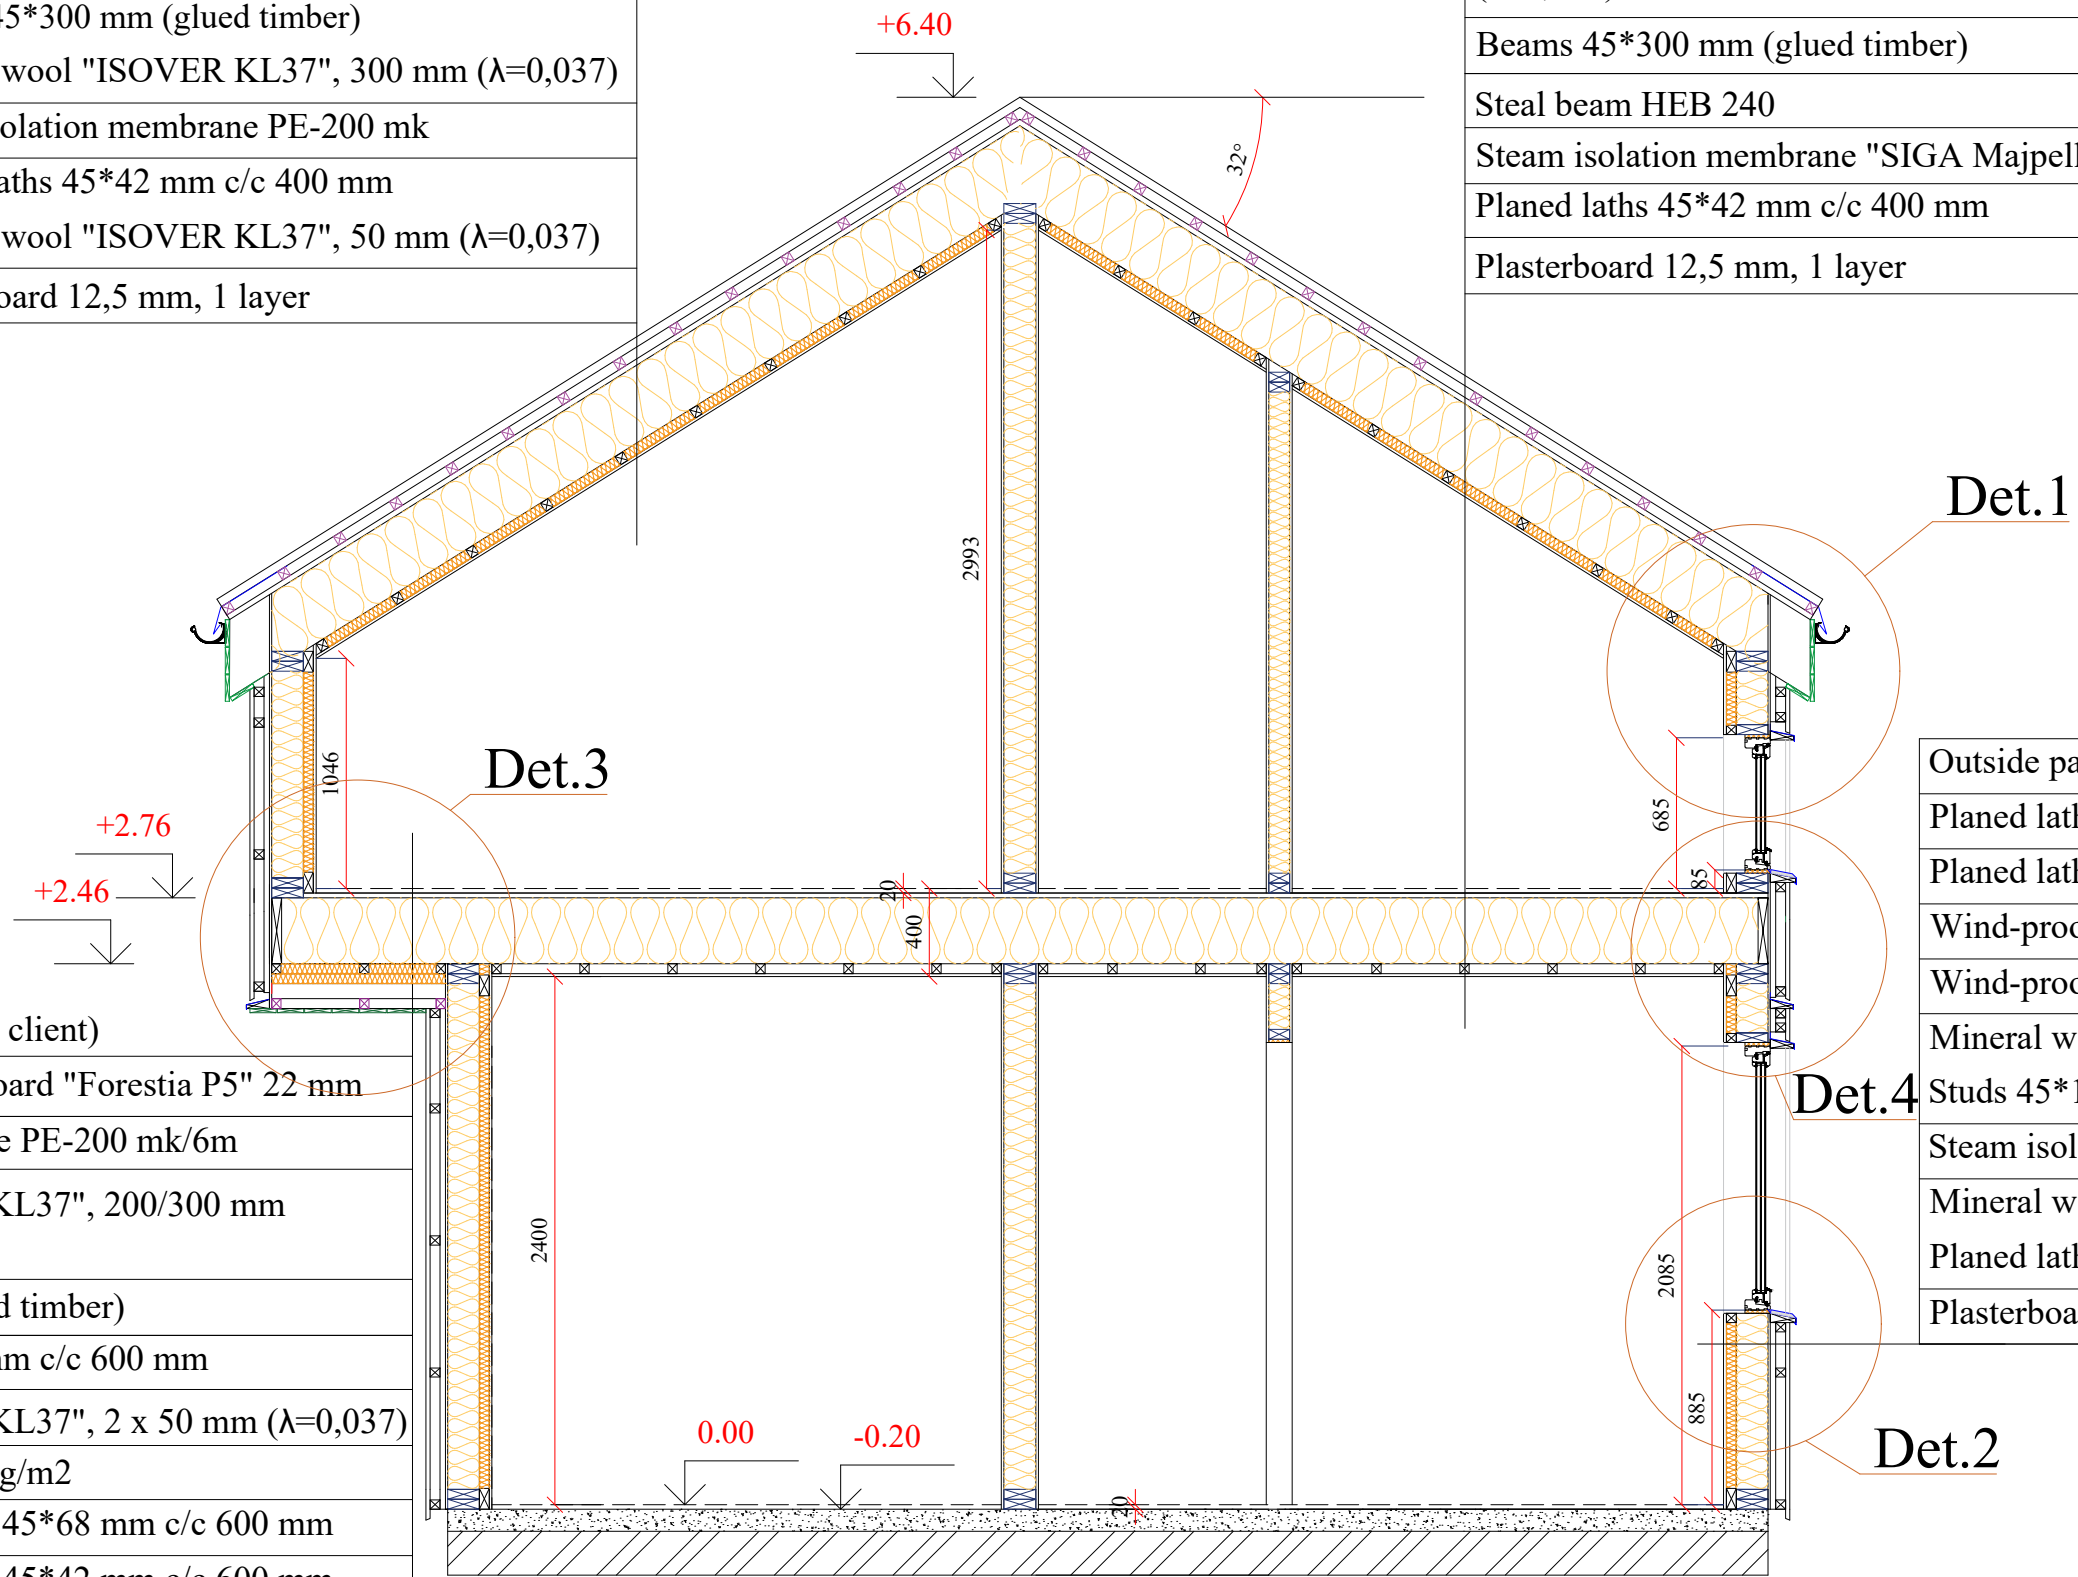 45*300 mm (glued timber)
wool "ISOVER KL37", 300 mm (λ=0,037)
olation membrane PE-200 mk
aths 45*42 mm c/c 400 mm
wool "ISOVER KL37", 50 mm (λ=0,037)
oard 12,5 mm, 1 layer
+6.40
32°
Beams 45*300 mm (glued timber)
Steal beam HEB 240
Steam isolation membrane "SIGA Majpell
Planed laths 45*42 mm c/c 400 mm
Plasterboard 12,5 mm, 1 layer
Det.1
2993
Det.3
1046
685
85
+2.76
+2.46
20
400
Outside pa
Planed lath
Planed lath
Wind-proo
Wind-proo
Mineral w
Studs 45*1
Steam isol
Mineral w
Planed lath
Plasterboa
Det.4
client)
oard "Forestia P5" 22 mm
e PE-200 mk/6m
KL37", 200/300 mm
d timber)
mm c/c 600 mm
KL37", 2 x 50 mm (λ=0,037)
g/m2
45*68 mm c/c 600 mm
45*42 mm c/c 600 mm
2400
2085
885
0.00
-0.20
20
Det.2